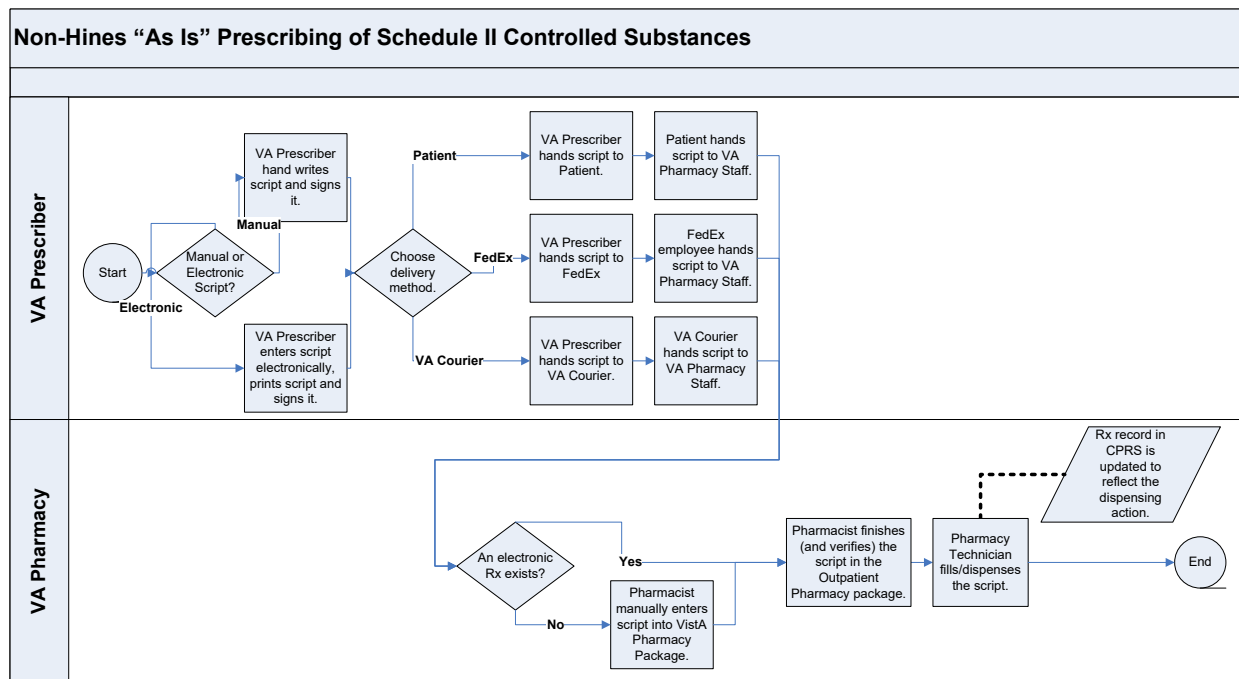 Non-Hines “As Is” Prescribing of Schedule II Controlled Substances
VA Prescriber
Start
Manual or
Electronic
Script?
Manual
Electronic
VA Prescriber
hand writes
script and signs
it.
VA Prescriber
enters script
electronically,
prints script and
signs it.
Choose
delivery
method.
Patient
VA Prescriber
hands script to
Patient.
Patient hands
script to VA
Pharmacy Staff.
FedEx
VA Prescriber
hands script to
FedEx
FedEx
employee hands
script to VA
Pharmacy Staff.
VA Courier
VA Prescriber
hands script to
VA Courier.
VA Courier
hands script to
VA Pharmacy
Staff.
VA Pharmacy
An electronic
Rx exists?
Yes
No
Pharmacist
manually enters
script into VistA
Pharmacy
Package.
Pharmacist finishes
(and verifies) the
script in the
Outpatient
Pharmacy package.
Pharmacy
Technician
fills/dispenses
the script.
Rx record in
CPRS is
updated to
reflect the
dispensing
action.
End